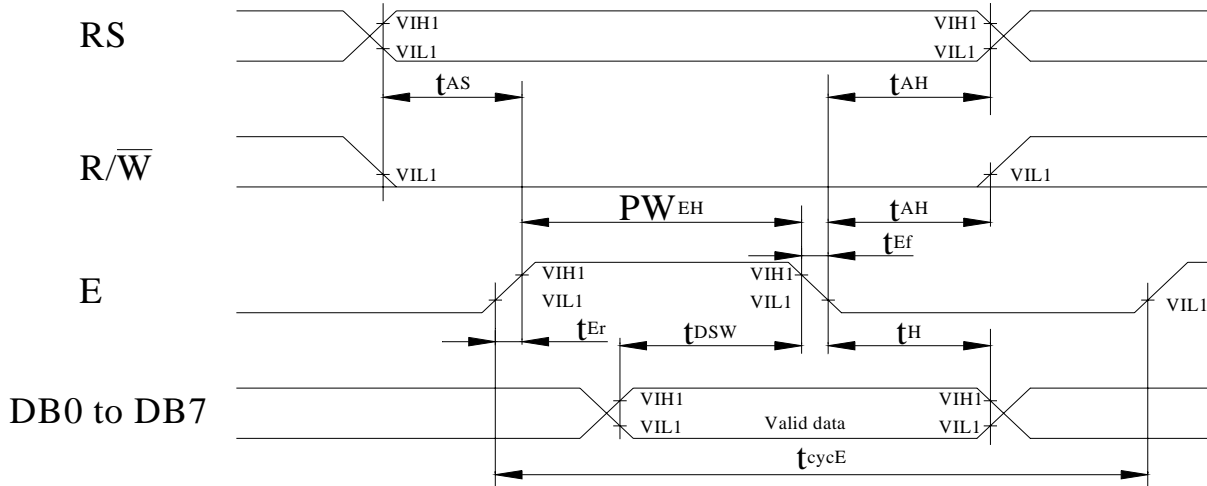 RS
VIH1
VIL1
VIH1
VIL1
tAS
tAH
R/W̅
VIL1
VIL1
PWEH
tAH
tEf
E
VIH1
VIL1
VIH1
VIL1
VIL1
tEr
tDSW
tH
DB0 to DB7
VIH1
VIL1
Valid data
VIH1
VIL1
tcycE